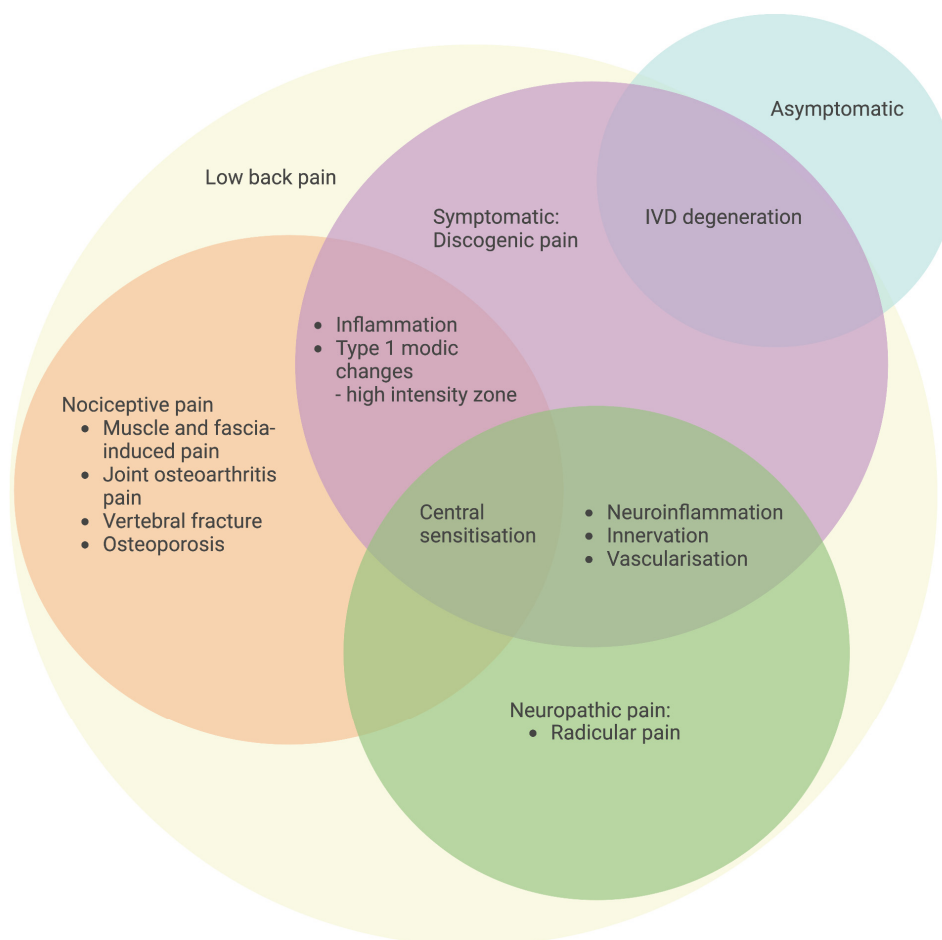 Asymptomatic
Low back pain
Symptomatic:
Discogenic pain
IVD degeneration
• Inflammation
• Type 1 modic
changes
- high intensity zone
Nociceptive pain
• Muscle and fascia-
induced pain
• Joint osteoarthritis
pain
• Vertebral fracture
• Osteoporosis
Central
sensitisation
• Neuroinflammation
• Innervation
• Vascularisation
Neuropathic pain:
• Radicular pain